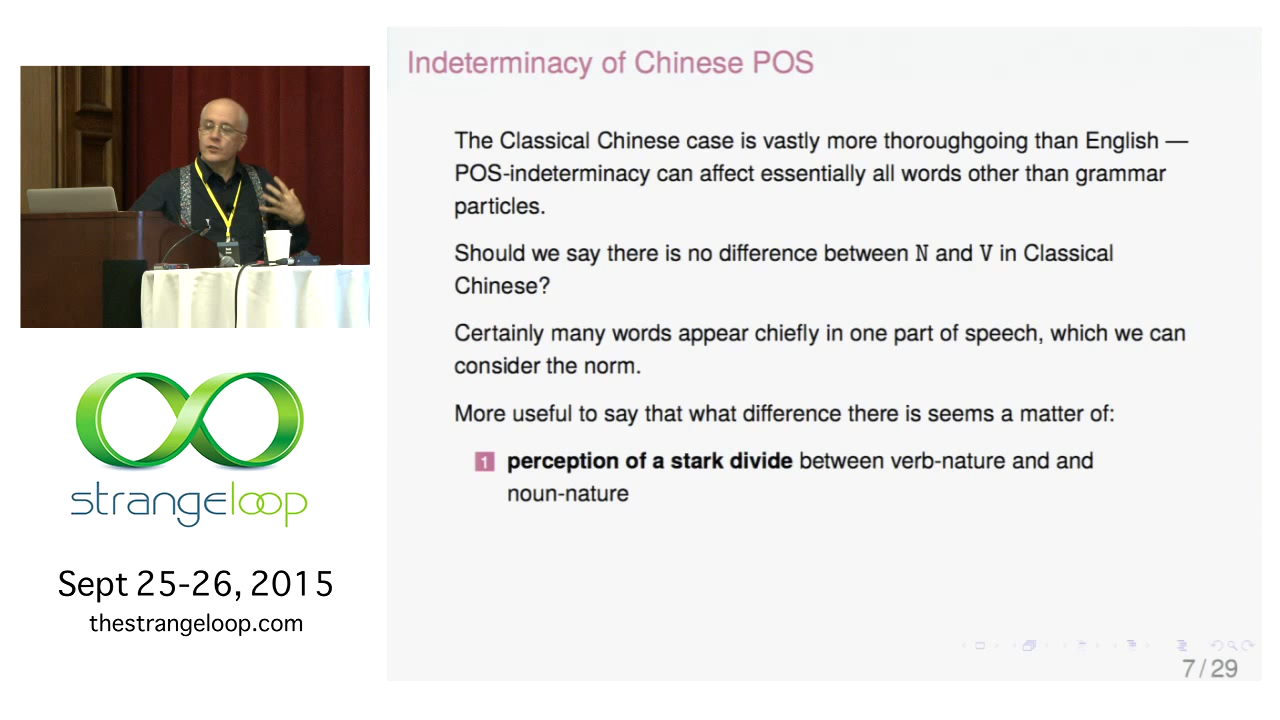 Indeterminacy of Chinese POS
The Classical Chinese case is vastly more thoroughgoing than English —
POS-indeterminacy can affect essentially all words other than grammar
particles.
Should we say there is no difference between N and V in Classical
Chinese?
Certainly many words appear chiefly in one part of speech, which we can
consider the norm.
More useful to say that what difference there is seems a matter of:
1 perception of a stark divide between verb-nature and and
noun-nature
7 / 29
strangeloop
Sept 25-26, 2015
thestrangeloop.com